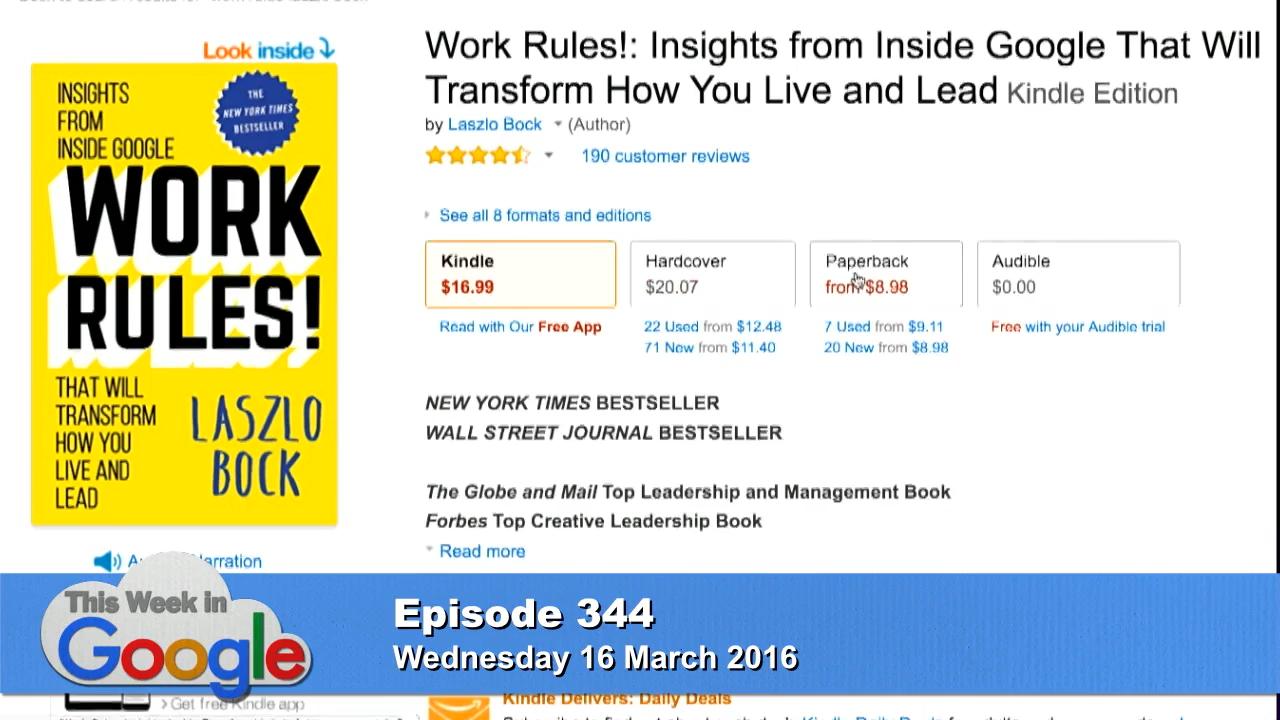 Look inside
INSIGHTS
FROM
INSIDE GOOGLE
THE
NEW YORK TIMES
BESTSELLER
WORK
RULES!
THAT WILL
TRANSFORM
HOW YOU
LIVE AND
LEAD
LASZLO
BOCK
Work Rules!: Insights from Inside Google That Will
Transform How You Live and Lead Kindle Edition
by Laszlo Bock (Author)
190 customer reviews
See all 8 formats and editions
Kindle
$16.99
Read with Our Free App
Hardcover
$20.07
22 Used from $12.48
71 New from $11.40
Paperback
from $8.98
7 Used from $9.11
20 New from $8.98
Audible
$0.00
Free with your Audible trial
NEW YORK TIMES BESTSELLER
WALL STREET JOURNAL BESTSELLER
The Globe and Mail Top Leadership and Management Book
Forbes Top Creative Leadership Book
Read more
This Week in
Google
Episode 344
Wednesday 16 March 2016
> Get free Kindle app
Kindle Delivers: Daily Deals